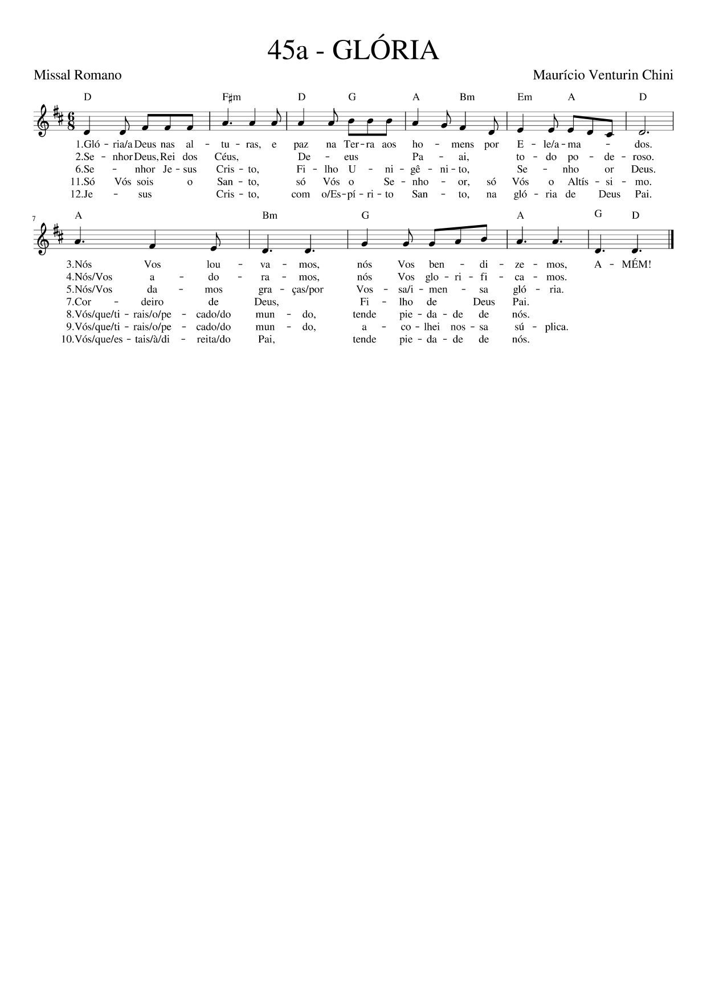 45a - GLÓRIA
Missal Romano
Maurício Venturin Chini
D F♯m D G A Bm Em A D
6
8
1.Gló - ria/a Deus nas al - tu - ras, e paz na Ter - ra aos ho - mens por E - le/a - ma - - dos.
2.Se - nhor Deus, Rei dos Céus, De - eus Pa - ai, to - do po - de - roso.
6.Se - nhor Je - sus Cris - to, Fi - lho U - ni - gê - ni - to, Se - nho or Deus.
11.Só Vós sois o San - to, só Vós o Se - nho - or, só Vós o Altís - si - mo.
12.Je - sus Cris - to, com o/Es - pí - ri - to San - to, na gló - ria de Deus Pai.
7
A Bm G A G D
3.Nós Vos lou - va - mos, nós Vos ben - di - ze - mos, A - MÉM!
4.Nós/Vos a - do - ra - mos, nós Vos glo - ri - fi - ca - mos.
5.Nós/Vos da - mos gra - ças/por Vos - sa/i - men - sa gló - ria.
7.Cor - deiro de Deus, Fi - lho de Deus Pai.
8.Vós/que/ti - rais/o/pe - cado/do mun - do, tende pie - da - de de nós.
9.Vós/que/ti - rais/o/pe - cado/do mun - do, a - co - lhei nos - sa sú - plica.
10.Vós/que/es - tais/à/di - reita/do Pai, tende pie - da - de de nós.